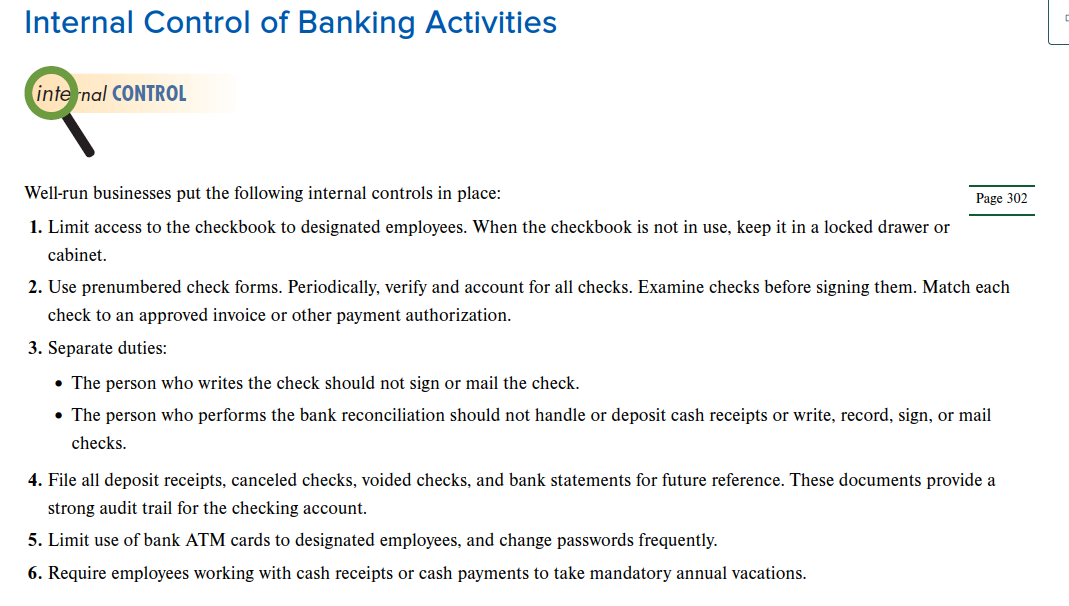 Internal Control of Banking Activities
internal CONTROL
Well-run businesses put the following internal controls in place:
Page 302
1. Limit access to the checkbook to designated employees. When the checkbook is not in use, keep it in a locked drawer or
cabinet.
2. Use prenumbered check forms. Periodically, verify and account for all checks. Examine checks before signing them. Match each
check to an approved invoice or other payment authorization.
3. Separate duties:
• The person who writes the check should not sign or mail the check.
• The person who performs the bank reconciliation should not handle or deposit cash receipts or write, record, sign, or mail
checks.
4. File all deposit receipts, canceled checks, voided checks, and bank statements for future reference. These documents provide a
strong audit trail for the checking account.
5. Limit use of bank ATM cards to designated employees, and change passwords frequently.
6. Require employees working with cash receipts or cash payments to take mandatory annual vacations.